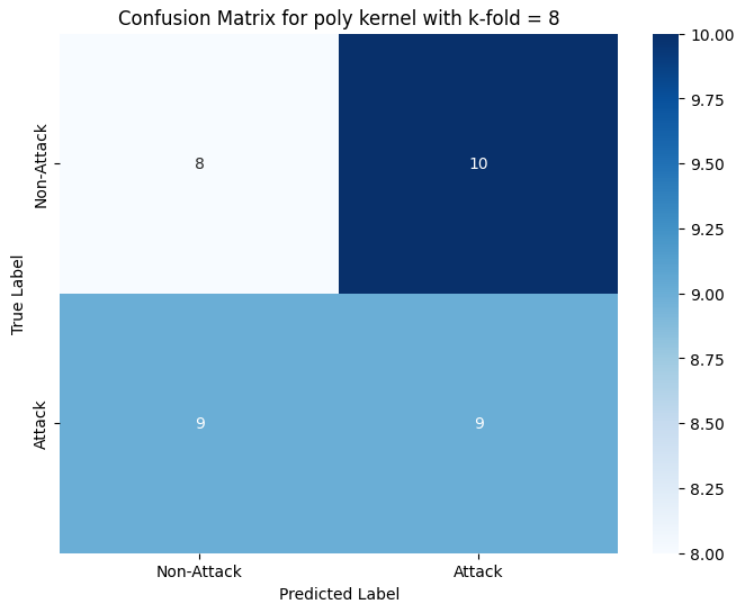 Confusion Matrix for poly kernel with k-fold = 8
True Label
Non-Attack
8
10
Attack
9
9
Non-Attack
Attack
Predicted Label
10.00
9.75
9.50
9.25
9.00
8.75
8.50
8.25
8.00